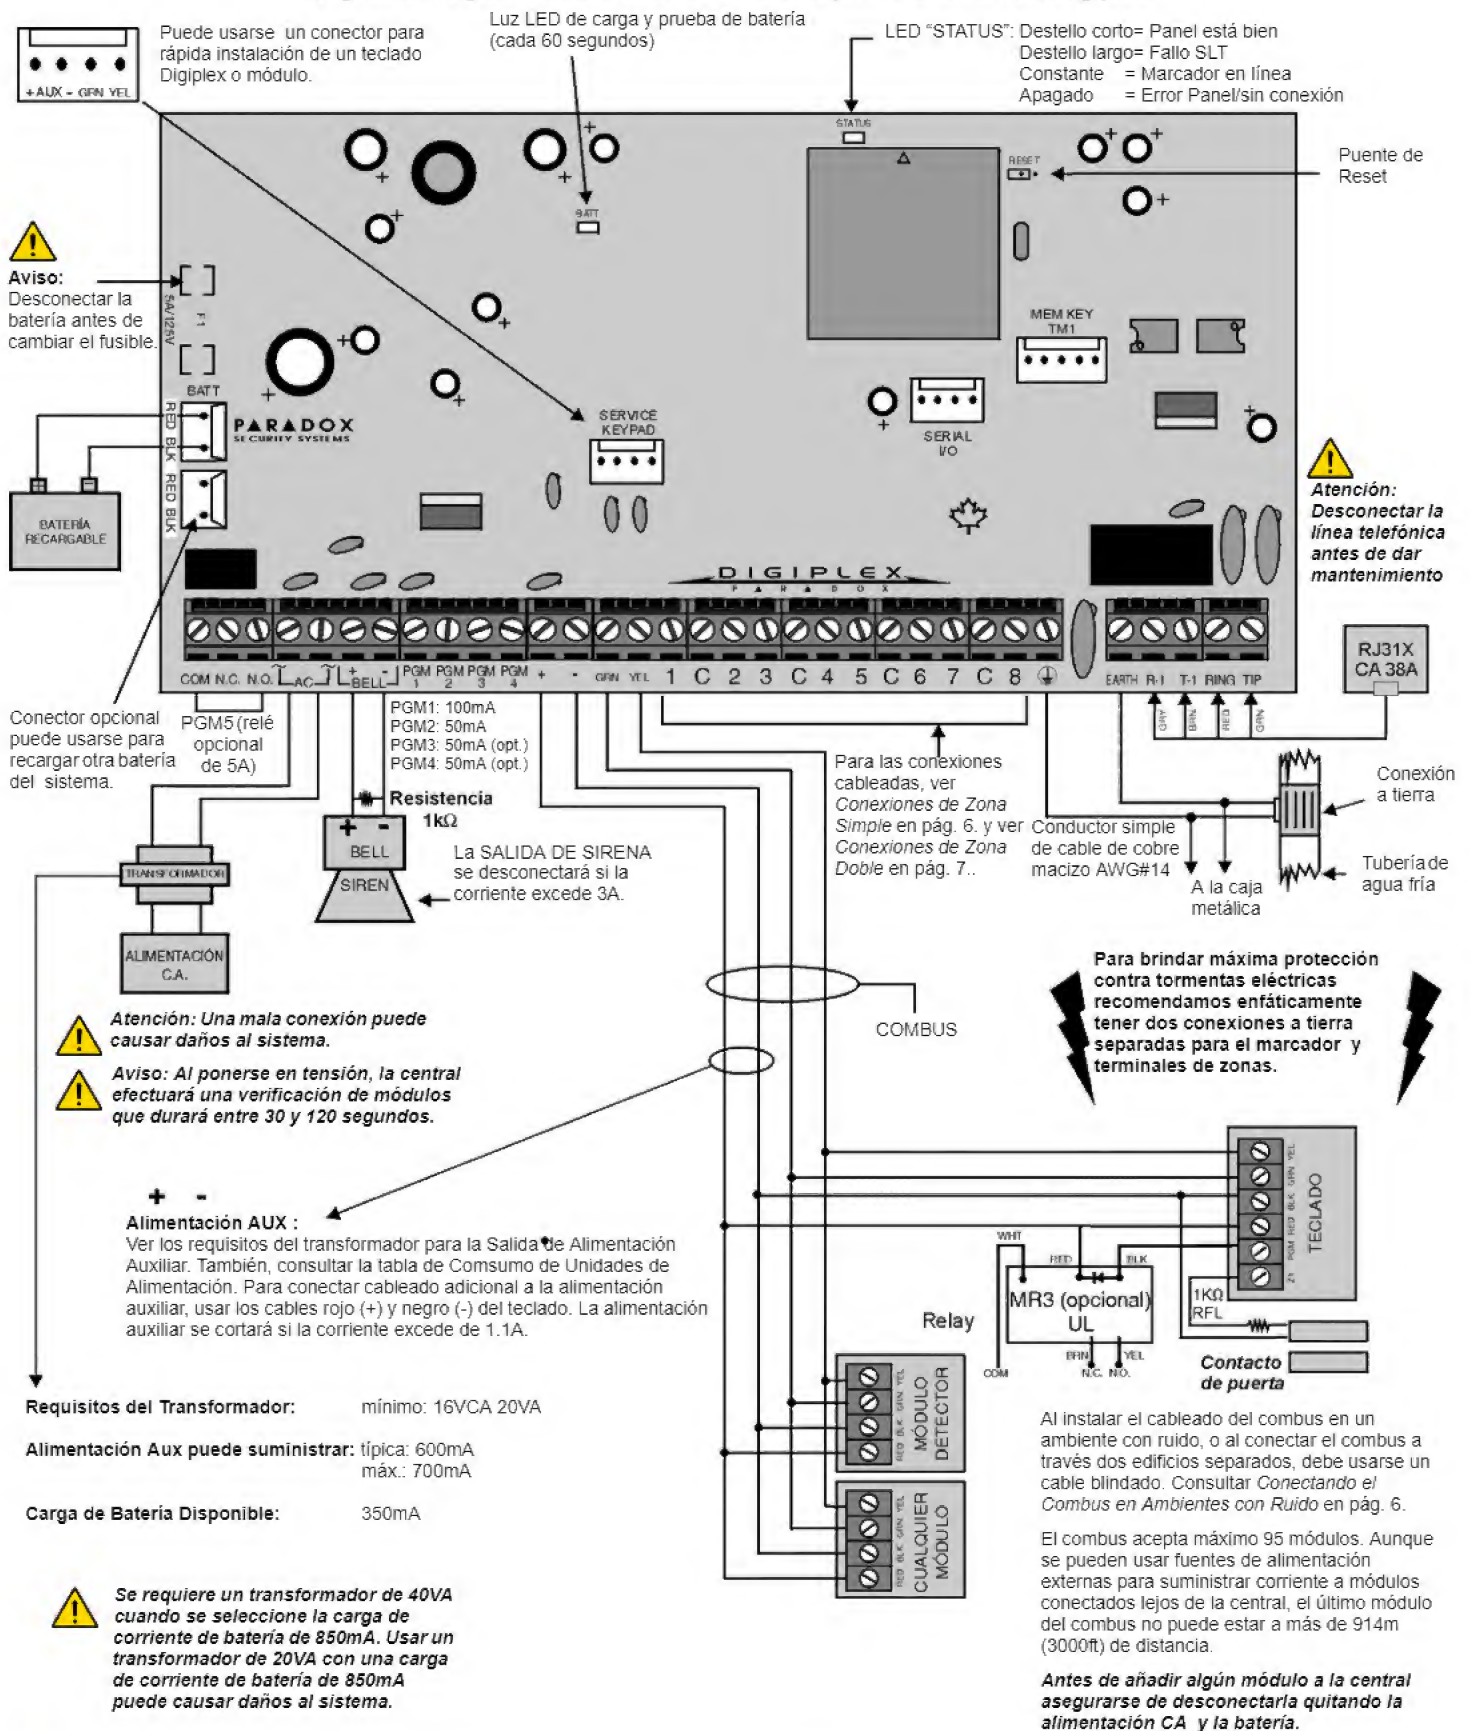 Puede usarse un conector para
rápida instalación de un teclado
Digiplex o módulo.
+AUX - GRN YEL
Luz LED de carga y prueba de batería
(cada 60 segundos)
LED “STATUS”: Destello corto= Panel está bien
Destello largo= Fallo SLT
Constante = Marcador en línea
Apagado = Error Panel/sin conexión
STATUS
RESET
Puente de
Reset
BATT
Aviso:
Desconectar la
batería antes de
cambiar el fusible.
5A/125V
F1
MEM KEY
TM1
BATT
RED BLK
PARADOX
SECURITY SYSTEMS
SERVICE
KEYPAD
SERIAL
I/O
RED BLK
BATERÍA
RECARGABLE
Atención:
Desconectar la
línea telefónica
antes de dar
mantenimiento
DIGIPLEX
PARADOX
RJ31X
CA 38A
COM N.C. N.O. AC + BELL - PGM 1 PGM 2 PGM 3 PGM 4 + - GRN YEL 1 C 2 3 C 4 5 C 6 7 C 8 EARTH R-1 T-1 RING TIP
GRY BRN RED GRN
Conector opcional
puede usarse para
recargar otra batería
del sistema.
PGM5 (relé
opcional
de 5A)
PGM1: 100mA
PGM2: 50mA
PGM3: 50mA (opt.)
PGM4: 50mA (opt.)
Resistencia
1kΩ
+ -
BELL
SIREN
La SALIDA DE SIRENA
se desconectará si la
corriente excede 3A.
Para las conexiones
cableadas, ver
Conexiones de Zona
Simple en pág. 6. y ver
Conexiones de Zona
Doble en pág. 7..
Conductor simple
de cable de cobre
macizo AWG#14
A la caja
metálica
Conexión
a tierra
Tubería de
agua fría
TRANSFORMADOR
ALIMENTACIÓN
C.A.
Atención: Una mala conexión puede
causar daños al sistema.
Aviso: Al ponerse en tensión, la central
efectuará una verificación de módulos
que durará entre 30 y 120 segundos.
COMBUS
Para brindar máxima protección
contra tormentas eléctricas
recomendamos enfáticamente
tener dos conexiones a tierra
separadas para el marcador y
terminales de zonas.
+ -
Alimentación AUX :
Ver los requisitos del transformador para la Salida de Alimentación
Auxiliar. También, consultar la tabla de Comsumo de Unidades de
Alimentación. Para conectar cableado adicional a la alimentación
auxiliar, usar los cables rojo (+) y negro (-) del teclado. La alimentación
auxiliar se cortará si la corriente excede de 1.1A.
Z1 PGM RED BLK GRN YEL
TECLADO
WHT
RED
BLK
MR3 (opcional)
UL
Relay
BRN
YEL
COM
N.C. N.O.
1KΩ
RFL
Contacto
de puerta
RED BLK GRN YEL
MÓDULO
DETECTOR
RED BLK GRN YEL
CUALQUIER
MÓDULO
Requisitos del Transformador: mínimo: 16VCA 20VA
Alimentación Aux puede suministrar: típica: 600mA
máx.: 700mA
Carga de Batería Disponible: 350mA
Se requiere un transformador de 40VA
cuando se seleccione la carga de
corriente de batería de 850mA. Usar un
transformador de 20VA con una carga
de corriente de batería de 850mA
puede causar daños al sistema.
Al instalar el cableado del combus en un
ambiente con ruido, o al conectar el combus a
través dos edificios separados, debe usarse un
cable blindado. Consultar Conectando el
Combus en Ambientes con Ruido en pág. 6.
El combus acepta máximo 95 módulos. Aunque
se pueden usar fuentes de alimentación
externas para suministrar corriente a módulos
conectados lejos de la central, el último módulo
del combus no puede estar a más de 914m
(3000ft) de distancia.
Antes de añadir algún módulo a la central
asegurarse de desconectarla quitando la
alimentación CA y la batería.